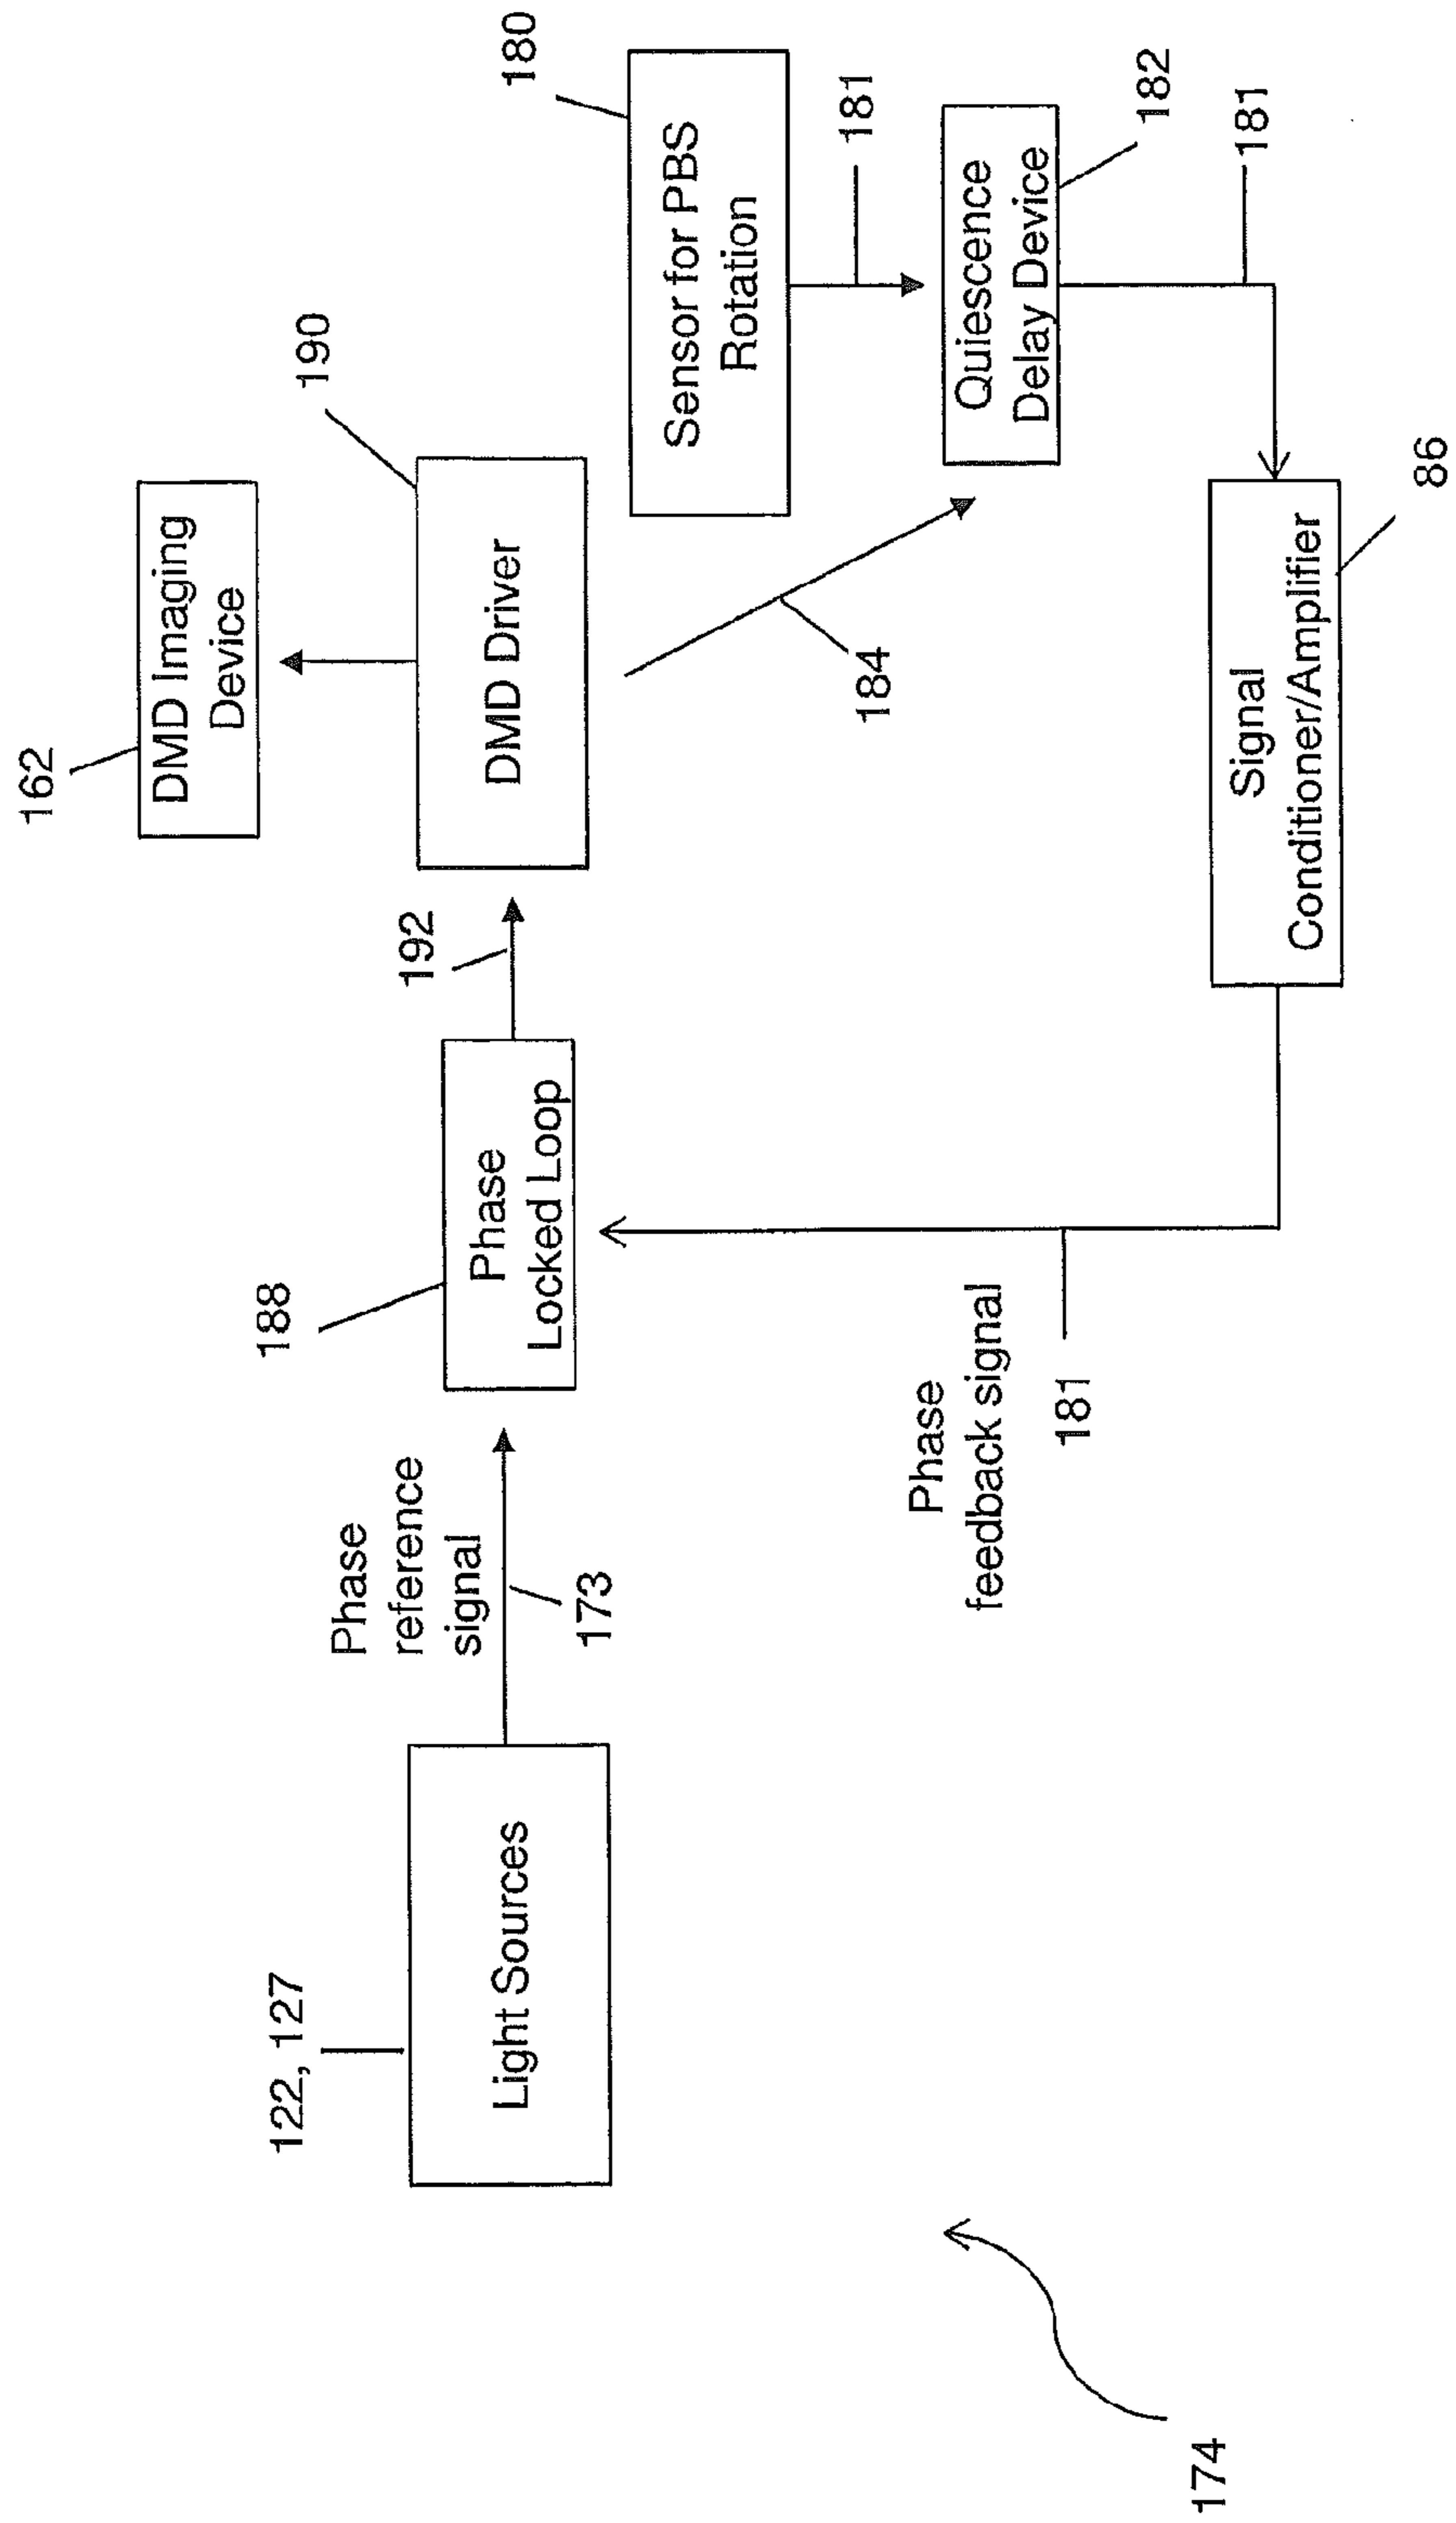 162
DMD Imaging
Device
190
DMD Driver
180
Sensor for PBS
Rotation
181
184
Quiescence
Delay Device
182
181
Signal
Conditioner/Amplifier
86
192
188
Phase
Locked Loop
Phase
reference
signal
173
Phase
feedback signal
181
122, 127
Light Sources
174